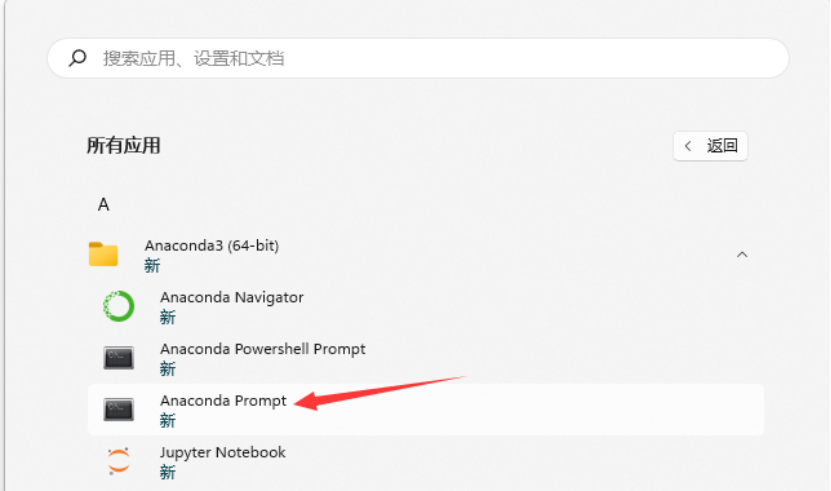 搜索应用、设置和文档
所有应用
返回
A
Anaconda3 (64-bit)
新
Anaconda Navigator
新
Anaconda Powershell Prompt
新
Anaconda Prompt
新
Jupyter Notebook
新